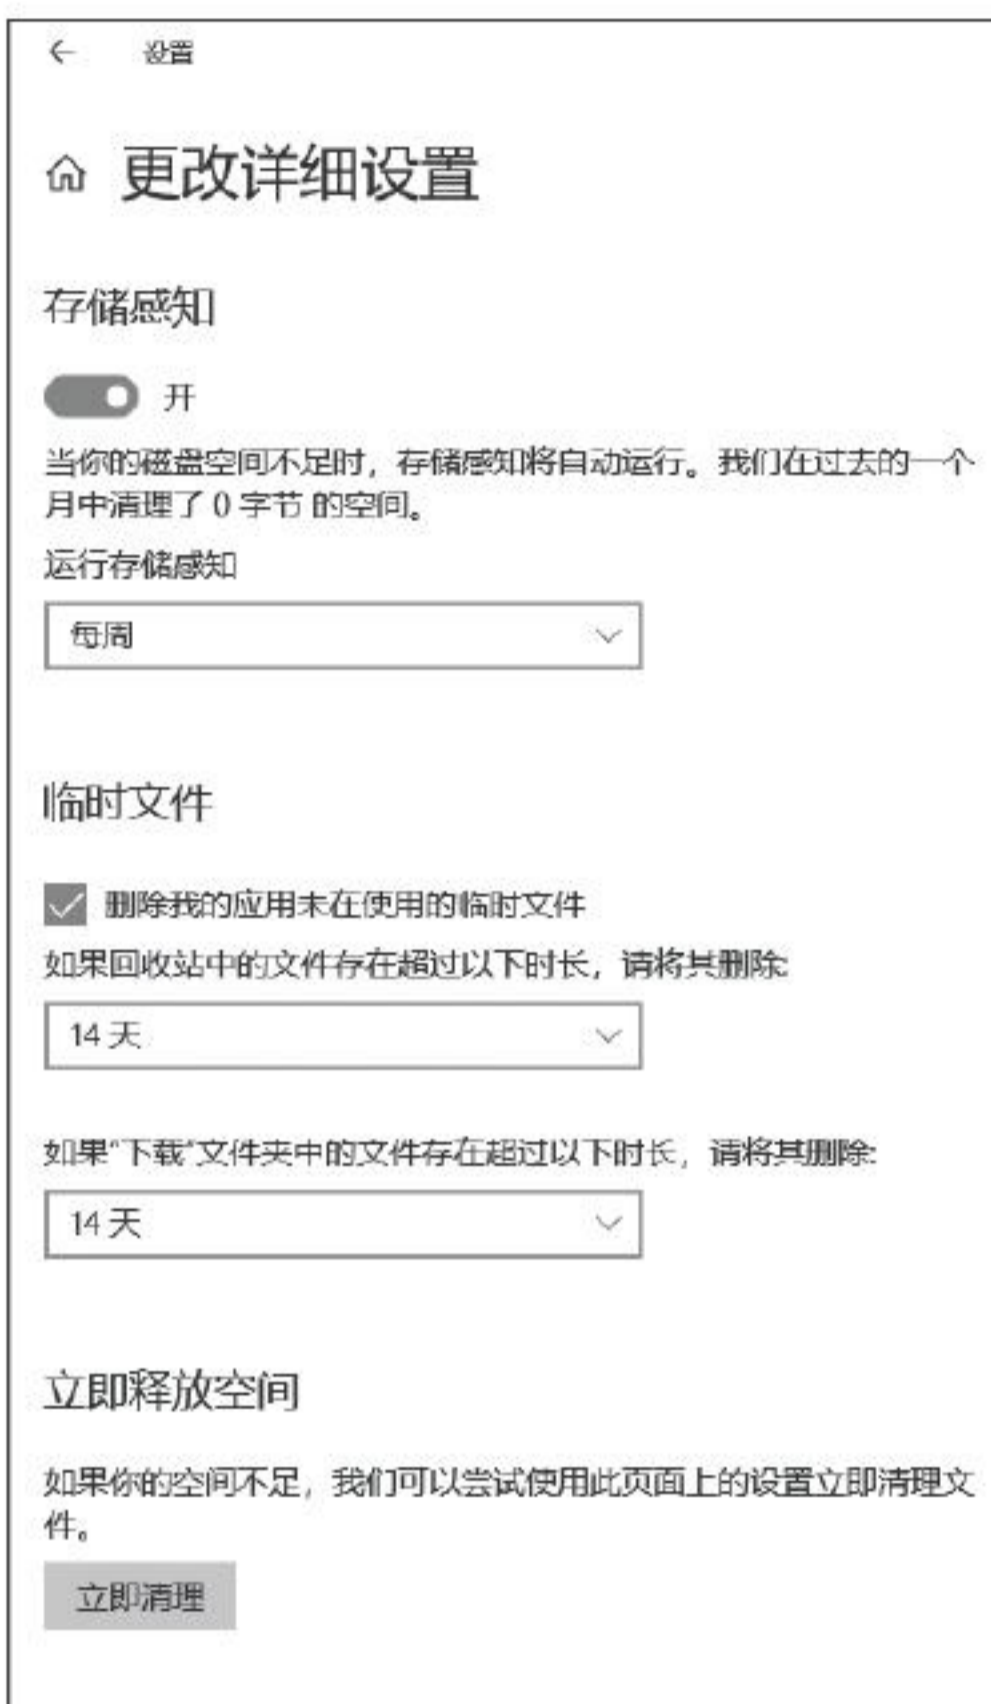 设置
更改详细设置
存储感知
开
当你的磁盘空间不足时，存储感知将自动运行。我们在过去的一个
月中清理了 0 字节 的空间。
运行存储感知
每周
临时文件
删除我的应用未在使用的临时文件
如果回收站中的文件存在超过以下时长，请将其删除:
14 天
如果"下载"文件夹中的文件存在超过以下时长，请将其删除:
14 天
立即释放空间
如果你的空间不足，我们可以尝试使用此页面上的设置立即清理文
件。
立即清理